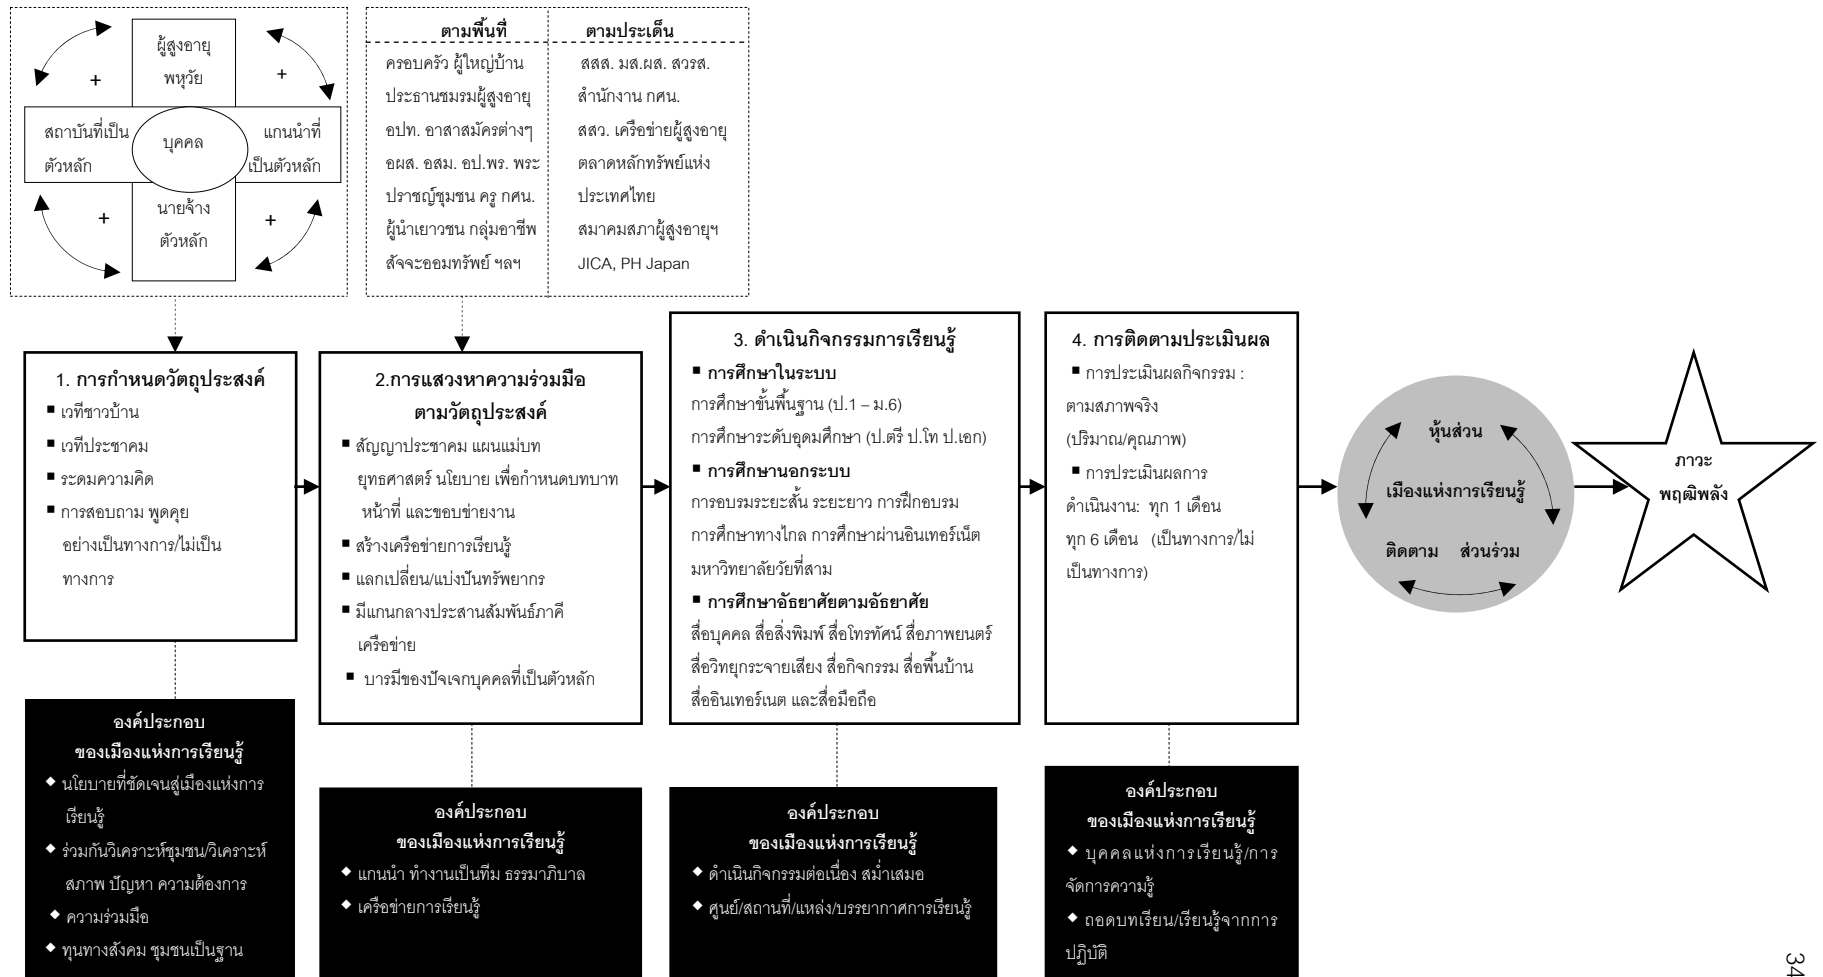 ผู้สูงอายุ
พหุวัย
+
+
สถาบันที่เป็น
ตัวหลัก
บุคคล
แกนนำที่
เป็นตัวหลัก
นายจ้าง
ตัวหลัก
+
+
ตามพื้นที่
ครอบครัว ผู้ใหญ่บ้าน
ประธานชมรมผู้สูงอายุ
อปท. อาสาสมัครต่างๆ
อผส. อสม. อป.พร. พระ
ปราชญ์ชุมชน ครู กศน.
ผู้นำเยาวชน กลุ่มอาชีพ
สัจจะออมทรัพย์ ฯลฯ
ตามประเด็น
สสส. มส.ผส. สวรส.
สำนักงาน กศน.
สสว. เครือข่ายผู้สูงอายุ
ตลาดหลักทรัพย์แห่ง
ประเทศไทย
สมาคมสภาผู้สูงอายุฯ
JICA, PH Japan
1. การกำหนดวัตถุประสงค์
▪ เวทีชาวบ้าน
▪ เวทีประชาคม
▪ ระดมความคิด
▪ การสอบถาม พูดคุย
อย่างเป็นทางการ/ไม่เป็น
ทางการ
2.การแสวงหาความร่วมมือ
ตามวัตถุประสงค์
▪ สัญญาประชาคม แผนแม่บท
ยุทธศาสตร์ นโยบาย เพื่อกำหนดบทบาท
หน้าที่ และขอบข่ายงาน
▪ สร้างเครือข่ายการเรียนรู้
▪ แลกเปลี่ยน/แบ่งปันทรัพยากร
▪ มีแกนกลางประสานสัมพันธ์ภาคี
เครือข่าย
▪ บารมีของปัจเจกบุคคลที่เป็นตัวหลัก
3. ดำเนินกิจกรรมการเรียนรู้
▪ การศึกษาในระบบ
การศึกษาขั้นพื้นฐาน (ป.1 – ม.6)
การศึกษาระดับอุดมศึกษา (ป.ตรี ป.โท ป.เอก)
▪ การศึกษานอกระบบ
การอบรมระยะสั้น ระยะยาว การฝึกอบรม
การศึกษาทางไกล การศึกษาผ่านอินเทอร์เน็ต
มหาวิทยาลัยวัยที่สาม
▪ การศึกษาอัธยาศัยตามอัธยาศัย
สื่อบุคคล สื่อสิ่งพิมพ์ สื่อโทรทัศน์ สื่อภาพยนตร์
สื่อวิทยุกระจายเสียง สื่อกิจกรรม สื่อพื้นบ้าน
สื่ออินเทอร์เนต และสื่อมือถือ
4. การติดตามประเมินผล
▪ การประเมินผลกิจกรรม :
ตามสภาพจริง
(ปริมาณ/คุณภาพ)
▪ การประเมินผลการ
ดำเนินงาน: ทุก 1 เดือน
ทุก 6 เดือน (เป็นทางการ/ไม่
เป็นทางการ)
หุ้นส่วน
เมืองแห่งการเรียนรู้
ติดตาม ส่วนร่วม
ภาวะ
พฤฒิพลัง
องค์ประกอบ
ของเมืองแห่งการเรียนรู้
◆ นโยบายที่ชัดเจนสู่เมืองแห่งการ
เรียนรู้
◆ ร่วมกันวิเคราะห์ชุมชน/วิเคราะห์
สภาพ ปัญหา ความต้องการ
◆ ความร่วมมือ
◆ ทุนทางสังคม ชุมชนเป็นฐาน
องค์ประกอบ
ของเมืองแห่งการเรียนรู้
◆ แกนนำ ทำงานเป็นทีม ธรรมาภิบาล
◆ เครือข่ายการเรียนรู้
องค์ประกอบ
ของเมืองแห่งการเรียนรู้
◆ ดำเนินกิจกรรมต่อเนื่อง สม่ำเสมอ
◆ ศูนย์/สถานที่/แหล่ง/บรรยากาศการเรียนรู้
องค์ประกอบ
ของเมืองแห่งการเรียนรู้
◆ บุคคลแห่งการเรียนรู้/การ
จัดการความรู้
◆ ถอดบทเรียน/เรียนรู้จากการ
ปฏิบัติ
34